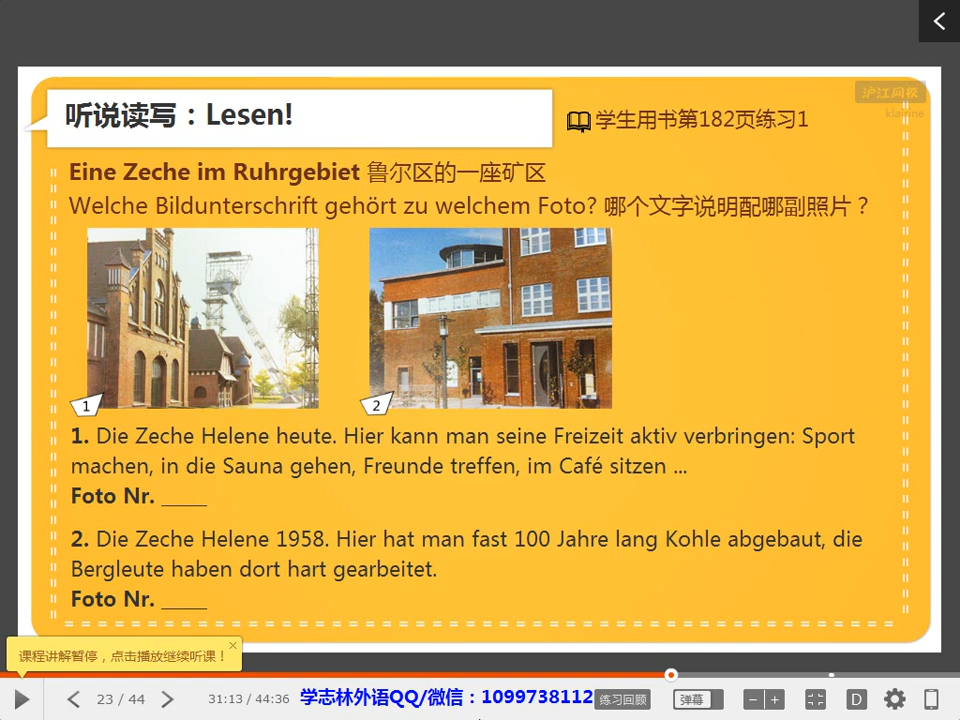 听说读写：Lesen!
学生用书第182页练习1
沪江网校
klairine
Eine Zeche im Ruhrgebiet 鲁尔区的一座矿区
Welche Bildunterschrift gehört zu welchem Foto? 哪个文字说明配哪副照片？
1
2
1. Die Zeche Helene heute. Hier kann man seine Freizeit aktiv verbringen: Sport
machen, in die Sauna gehen, Freunde treffen, im Café sitzen ...
Foto Nr. _____
2. Die Zeche Helene 1958. Hier hat man fast 100 Jahre lang Kohle abgebaut, die
Bergleute haben dort hart gearbeitet.
Foto Nr. _____
课程讲解暂停，点击播放继续听课！
23 / 44
31:13 / 44:36
学志林外语QQ/微信：1099738112
练习回顾
弹幕
D